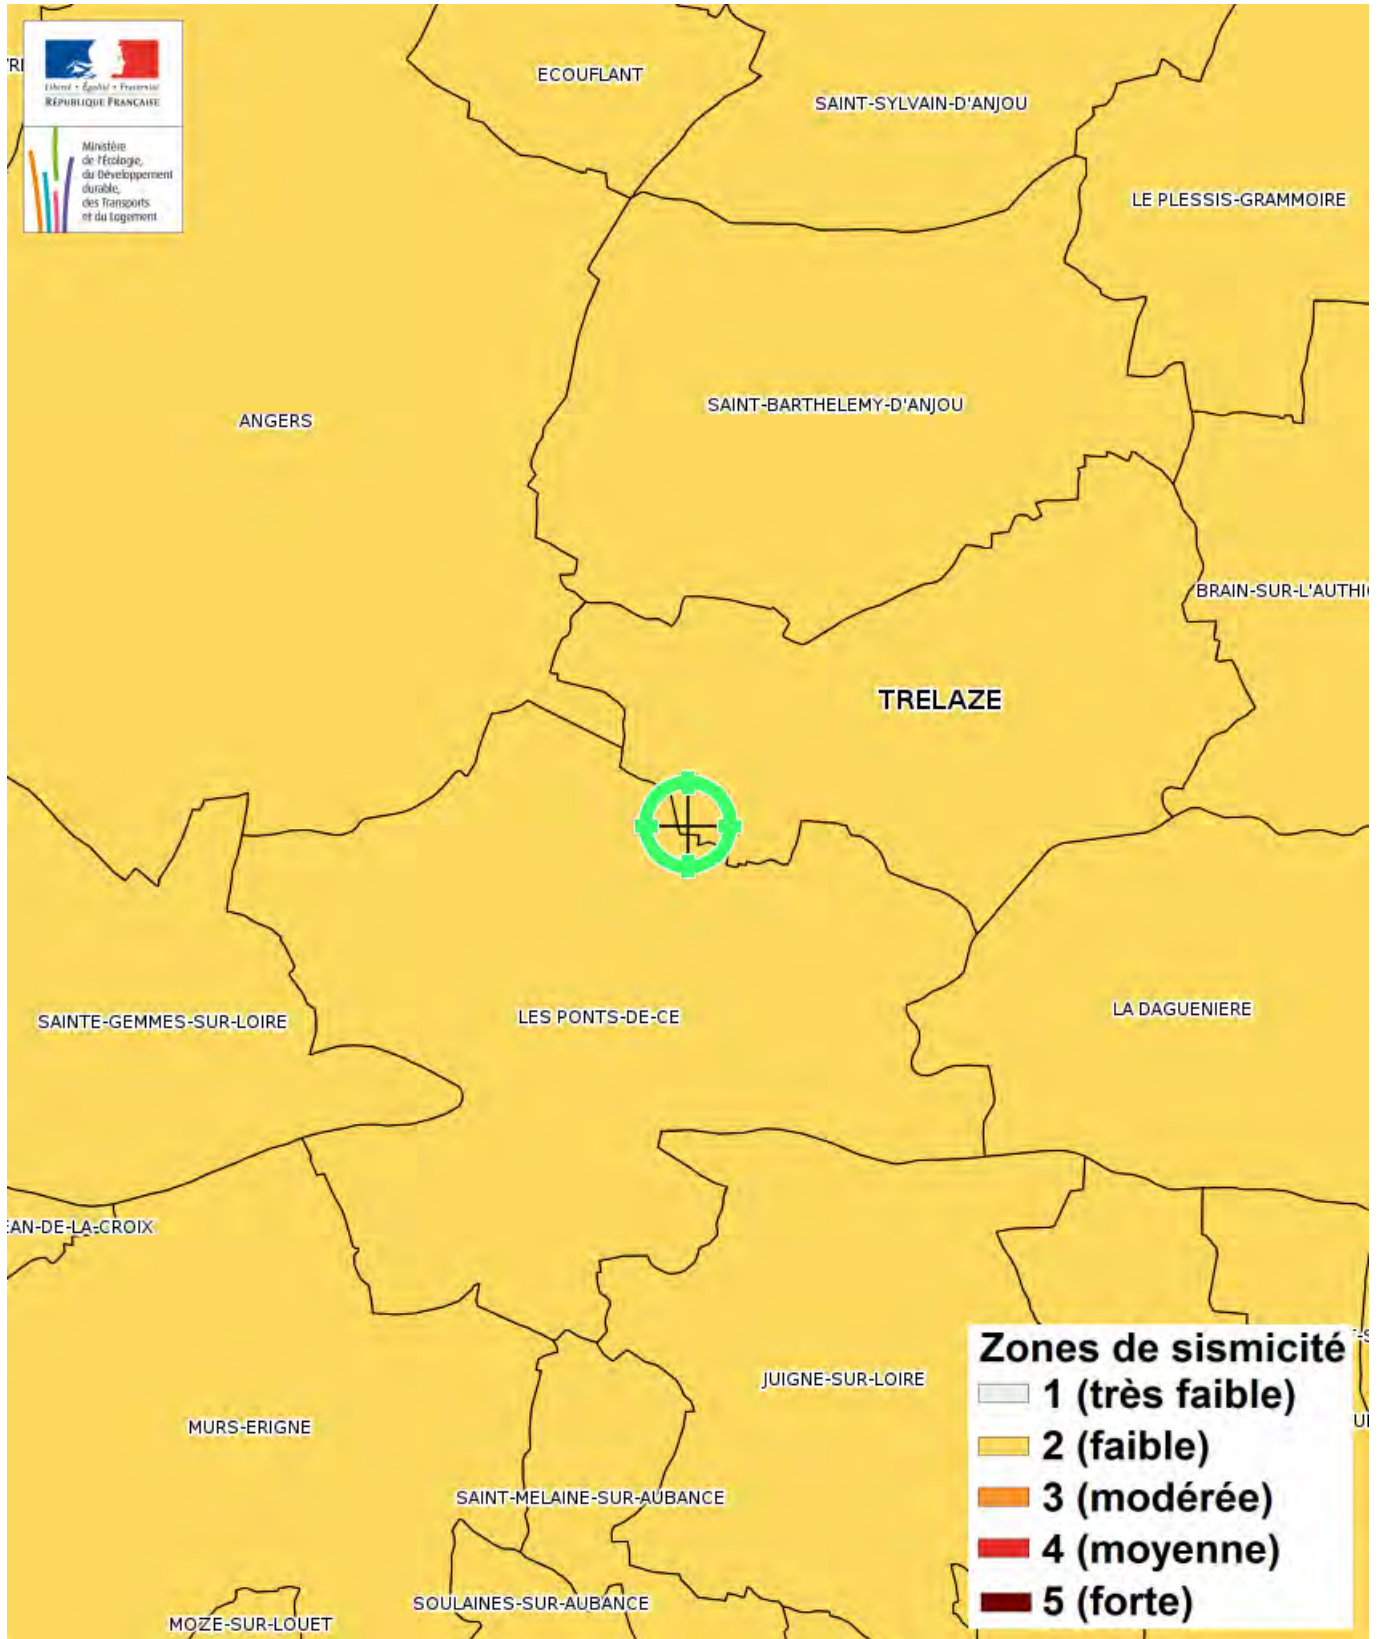 Liberté • Égalité • Fraternité
RÉPUBLIQUE FRANÇAISE
Ministère
de l'Écologie,
du Développement
durable,
des Transports
et du Logement
ECOUFLANT
SAINT-SYLVAIN-D'ANJOU
LE PLESSIS-GRAMMOIRE
SAINT-BARTHELEMY-D'ANJOU
ANGERS
BRAIN-SUR-L'AUTHI
TRELAZE
LA DAGUENIERE
LES PONTS-DE-CE
SAINTE-GEMMES-SUR-LOIRE
EAN-DE-LA-CROIX
JUIGNE-SUR-LOIRE
MURS-ERIGNE
SAINT-MELAINE-SUR-AUBANCE
SOULAINES-SUR-AUBANCE
MOZE-SUR-LOUET
Zones de sismicité
1 (très faible)
2 (faible)
3 (modérée)
4 (moyenne)
5 (forte)